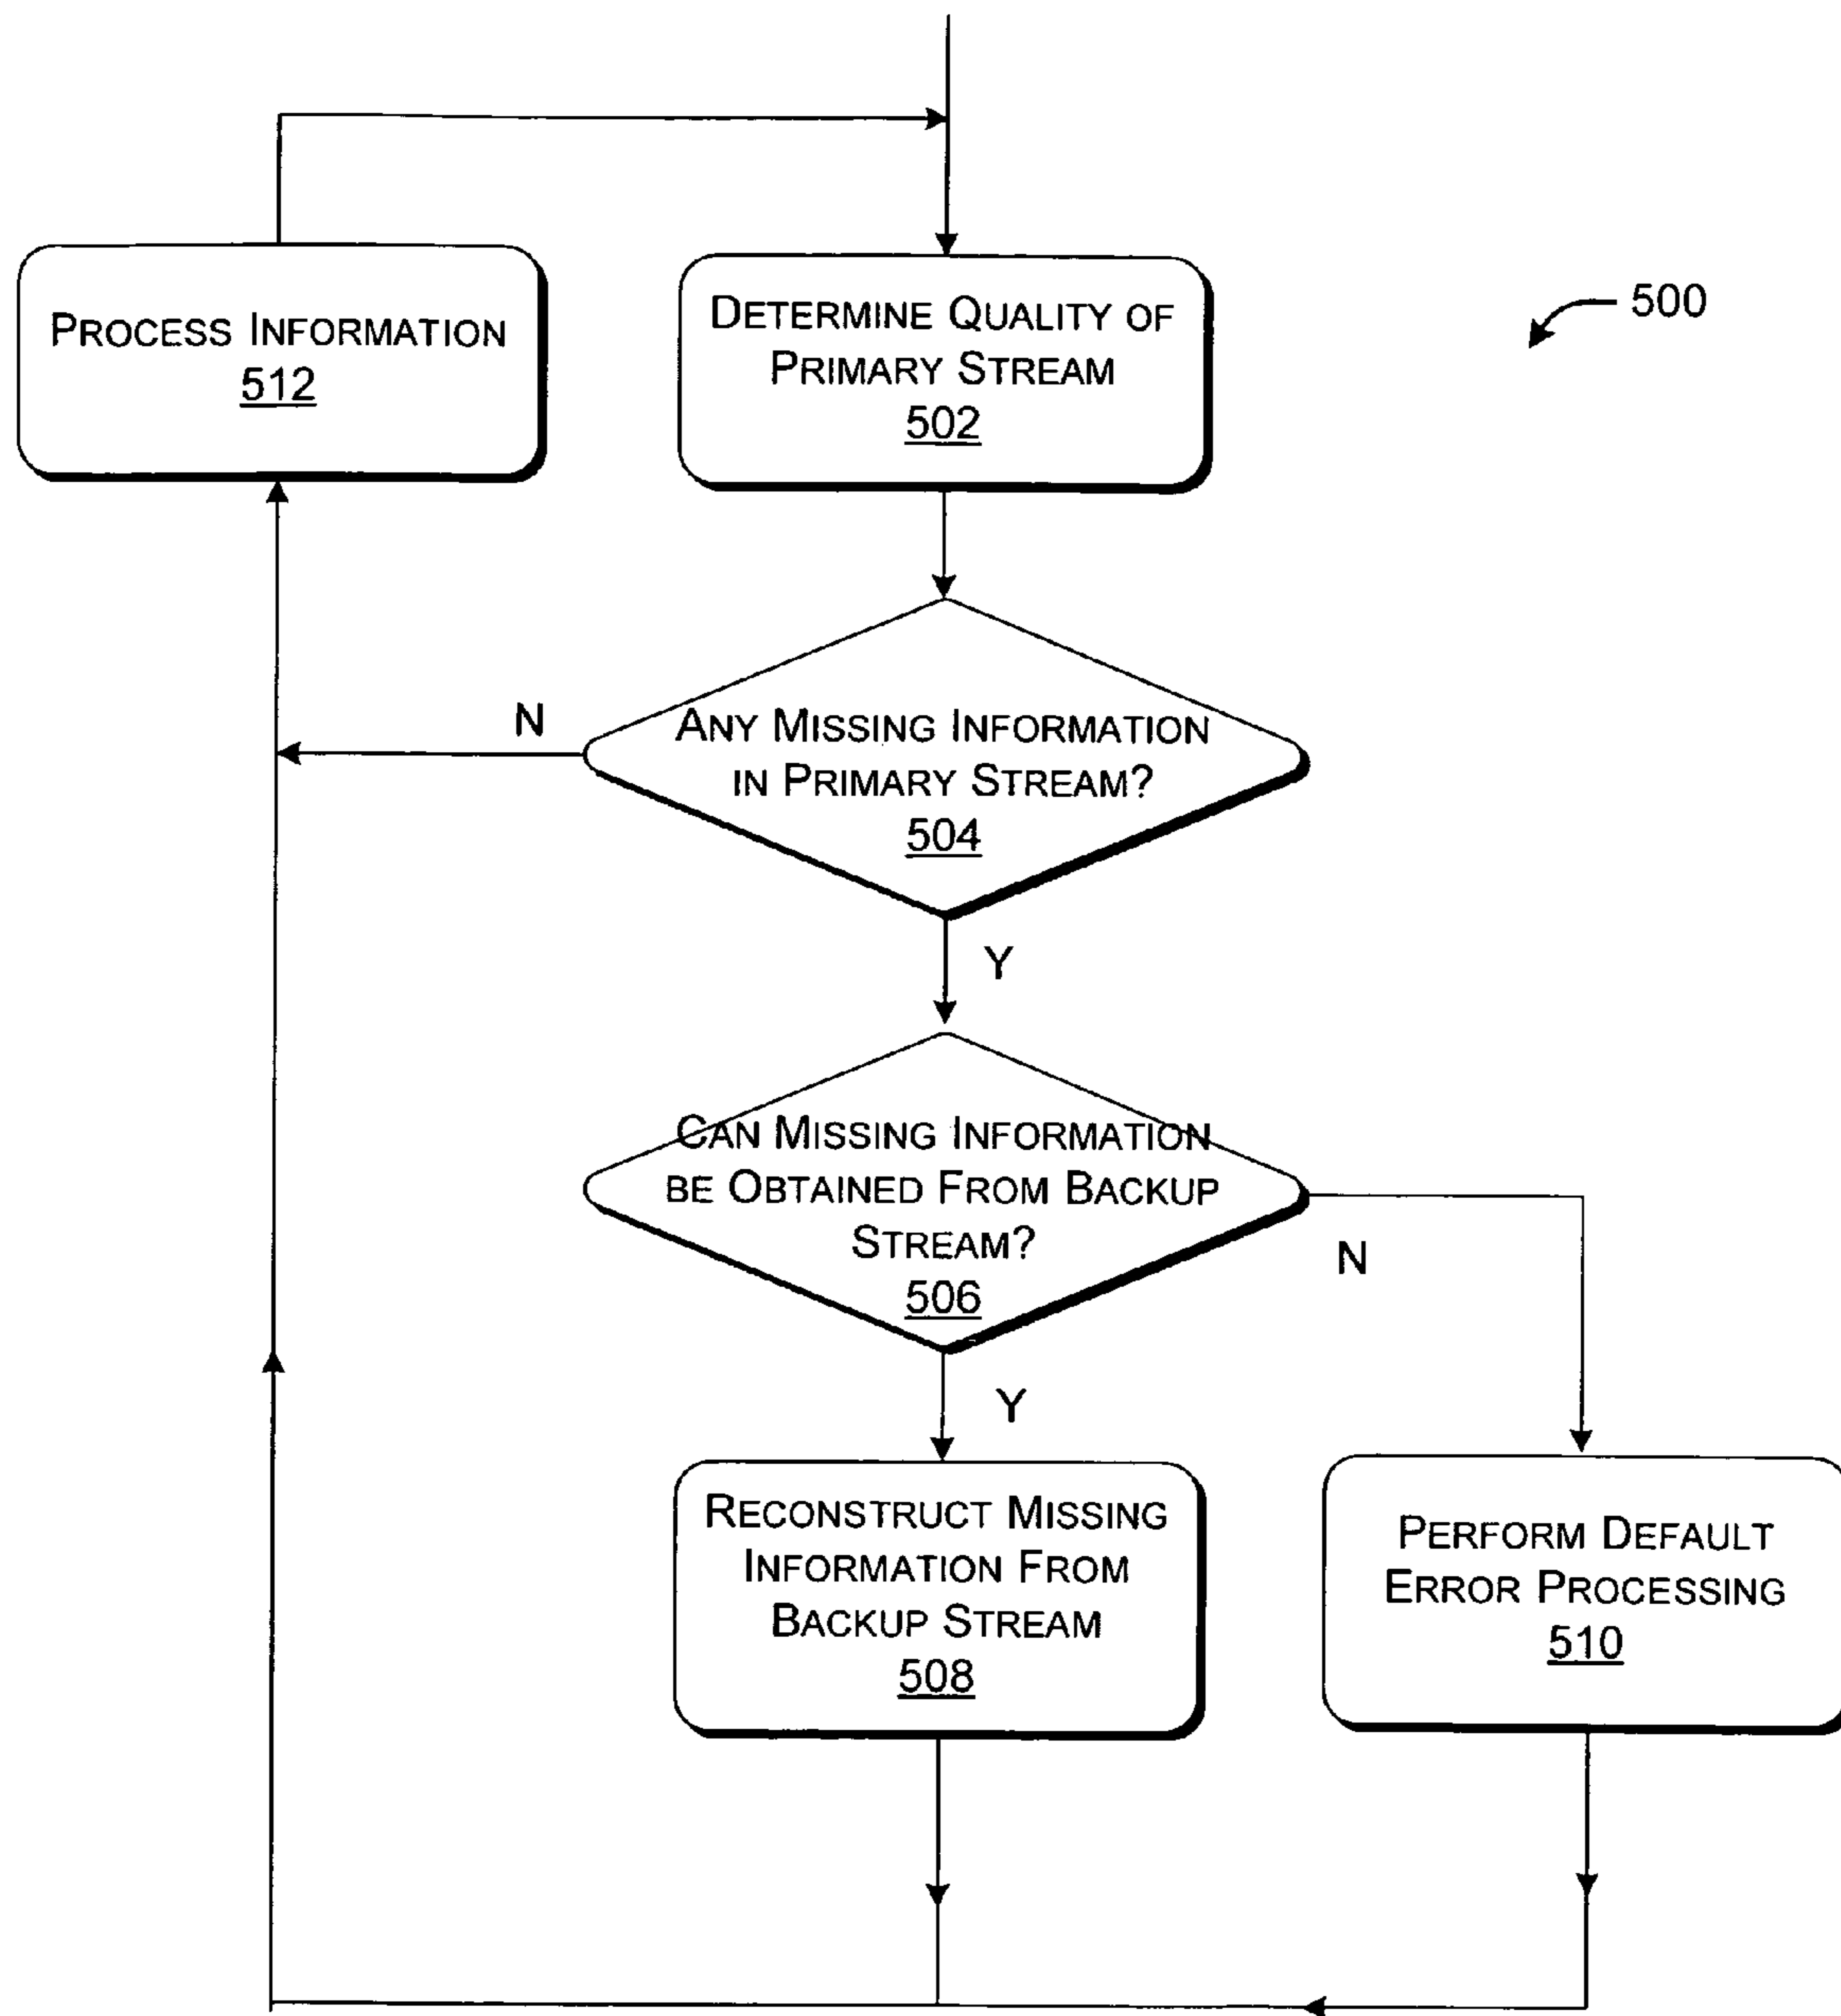 PROCESS INFORMATION
512
DETERMINE QUALITY OF
PRIMARY STREAM
502
500
ANY MISSING INFORMATION
IN PRIMARY STREAM?
504
N
Y
CAN MISSING INFORMATION
BE OBTAINED FROM BACKUP
STREAM?
506
N
Y
RECONSTRUCT MISSING
INFORMATION FROM
BACKUP STREAM
508
PERFORM DEFAULT
ERROR PROCESSING
510